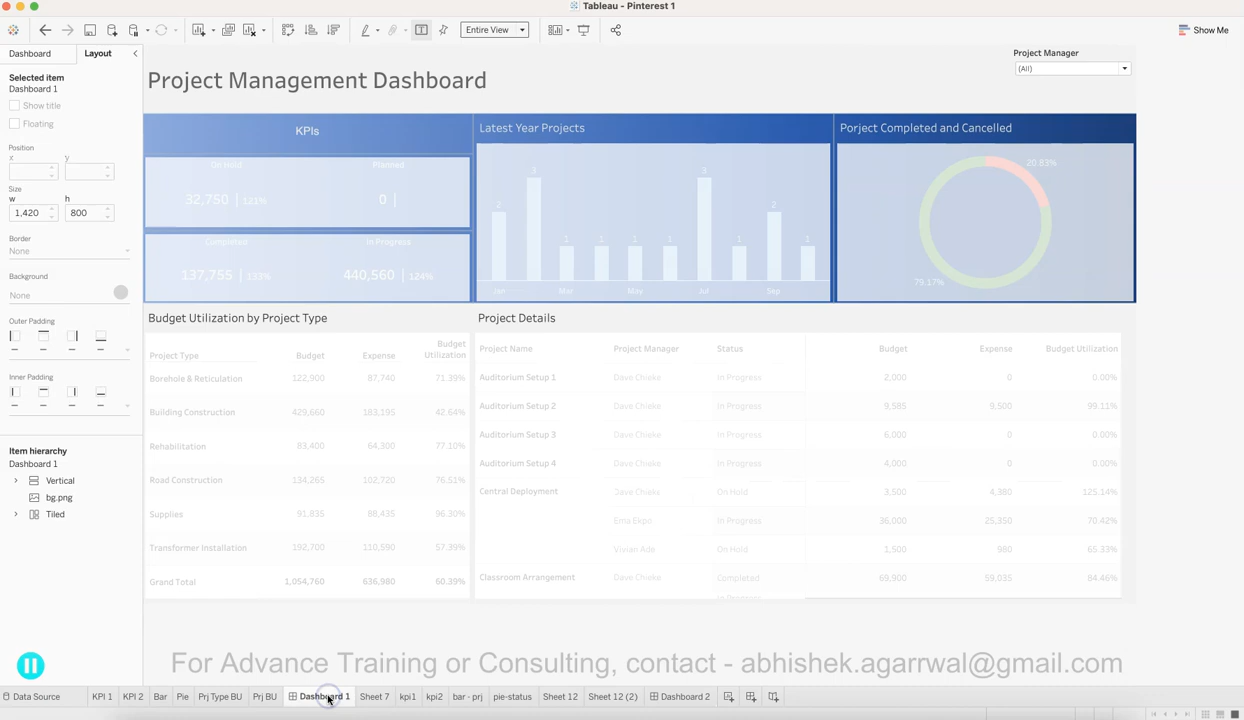 Tableau - Pinterest 1
Entire View
Show Me
Dashboard
Layout
Selected item
Dashboard 1
Show title
Floating
Position
x
y
Size
w
h
1,420
800
Border
None
Background
None
Outer Padding
Inner Padding
Item hierarchy
Dashboard 1
Vertical
bg.png
Tiled
Project Management Dashboard
Project Manager
(All)
KPIs
On Hold
Planned
32,750 | 121%
0 |
Completed
In Progress
137,755 | 133%
440,560 | 124%
Latest Year Projects
2
3
1
1
1
1
3
1
2
1
Jan
Mar
May
Jul
Sep
Porject Completed and Cancelled
20.83%
79.17%
Budget Utilization by Project Type
Project Type
Budget
Expense
Budget Utilization
Borehole & Reticulation 122,900 87,740 71.39%
Building Construction 429,660 183,195 42.64%
Rehabilitation 83,400 64,300 77.10%
Road Construction 134,265 102,720 76.51%
Supplies 91,835 88,435 96.30%
Transformer Installation 192,700 110,590 57.39%
Grand Total 1,054,760 636,980 60.39%
Project Details
Project Name Project Manager Status Budget Expense Budget Utilization
Auditorium Setup 1 Dave Chieke In Progress 2,000 0 0.00%
Auditorium Setup 2 Dave Chieke In Progress 9,585 9,500 99.11%
Auditorium Setup 3 Dave Chieke In Progress 6,000 0 0.00%
Auditorium Setup 4 Dave Chieke In Progress 4,000 0 0.00%
Central Deployment Dave Chieke On Hold 3,500 4,380 125.14%
Ema Ekpo In Progress 36,000 25,350 70.42%
Vivian Ade On Hold 1,500 980 65.33%
Classroom Arrangement Dave Chieke Completed 69,900 59,035 84.46%
In Progress
For Advance Training or Consulting, contact - abhishek.agarrwal@gmail.com
Data Source
KPI 1
KPI 2
Bar
Pie
Prj Type BU
Prj BU
Dashboard 1
Sheet 7
kpi1
kpi2
bar - prj
pie-status
Sheet 12
Sheet 12 (2)
Dashboard 2